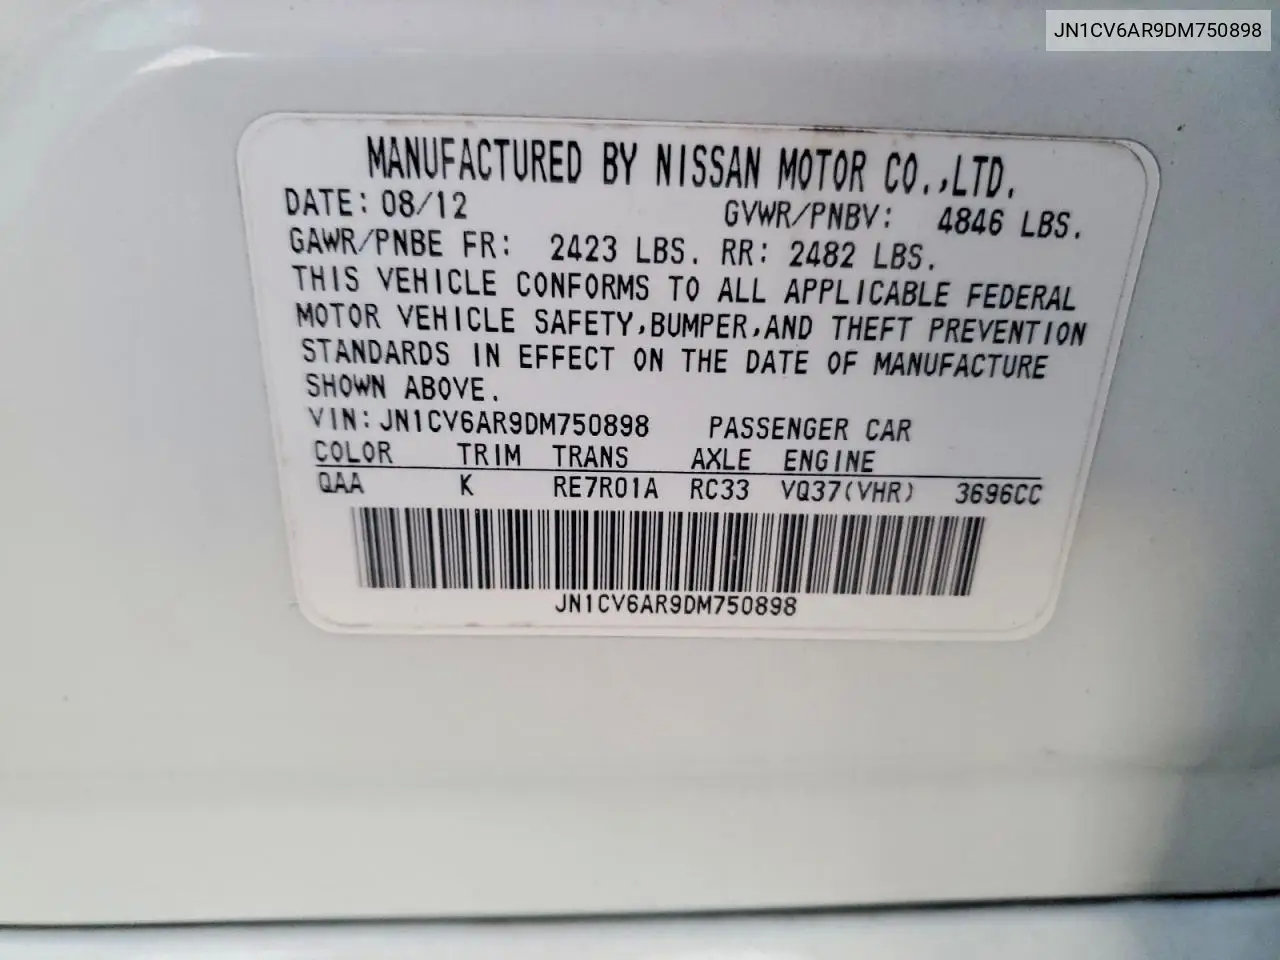 JN1CV6AR9DM750898
MANUFACTURED BY NISSAN MOTOR CO.,LTD.
DATE: 08/12 GVWR/PNBV: 4846 LBS.
GAWR/PNBE FR: 2423 LBS. RR: 2482 LBS.
THIS VEHICLE CONFORMS TO ALL APPLICABLE FEDERAL
MOTOR VEHICLE SAFETY,BUMPER,AND THEFT PREVENTION
STANDARDS IN EFFECT ON THE DATE OF MANUFACTURE
SHOWN ABOVE.
VIN: JN1CV6AR9DM750898 PASSENGER CAR
COLOR TRIM TRANS AXLE ENGINE
QAA K RE7R01A RC33 VQ37(VHR) 3696CC
JN1CV6AR9DM750898